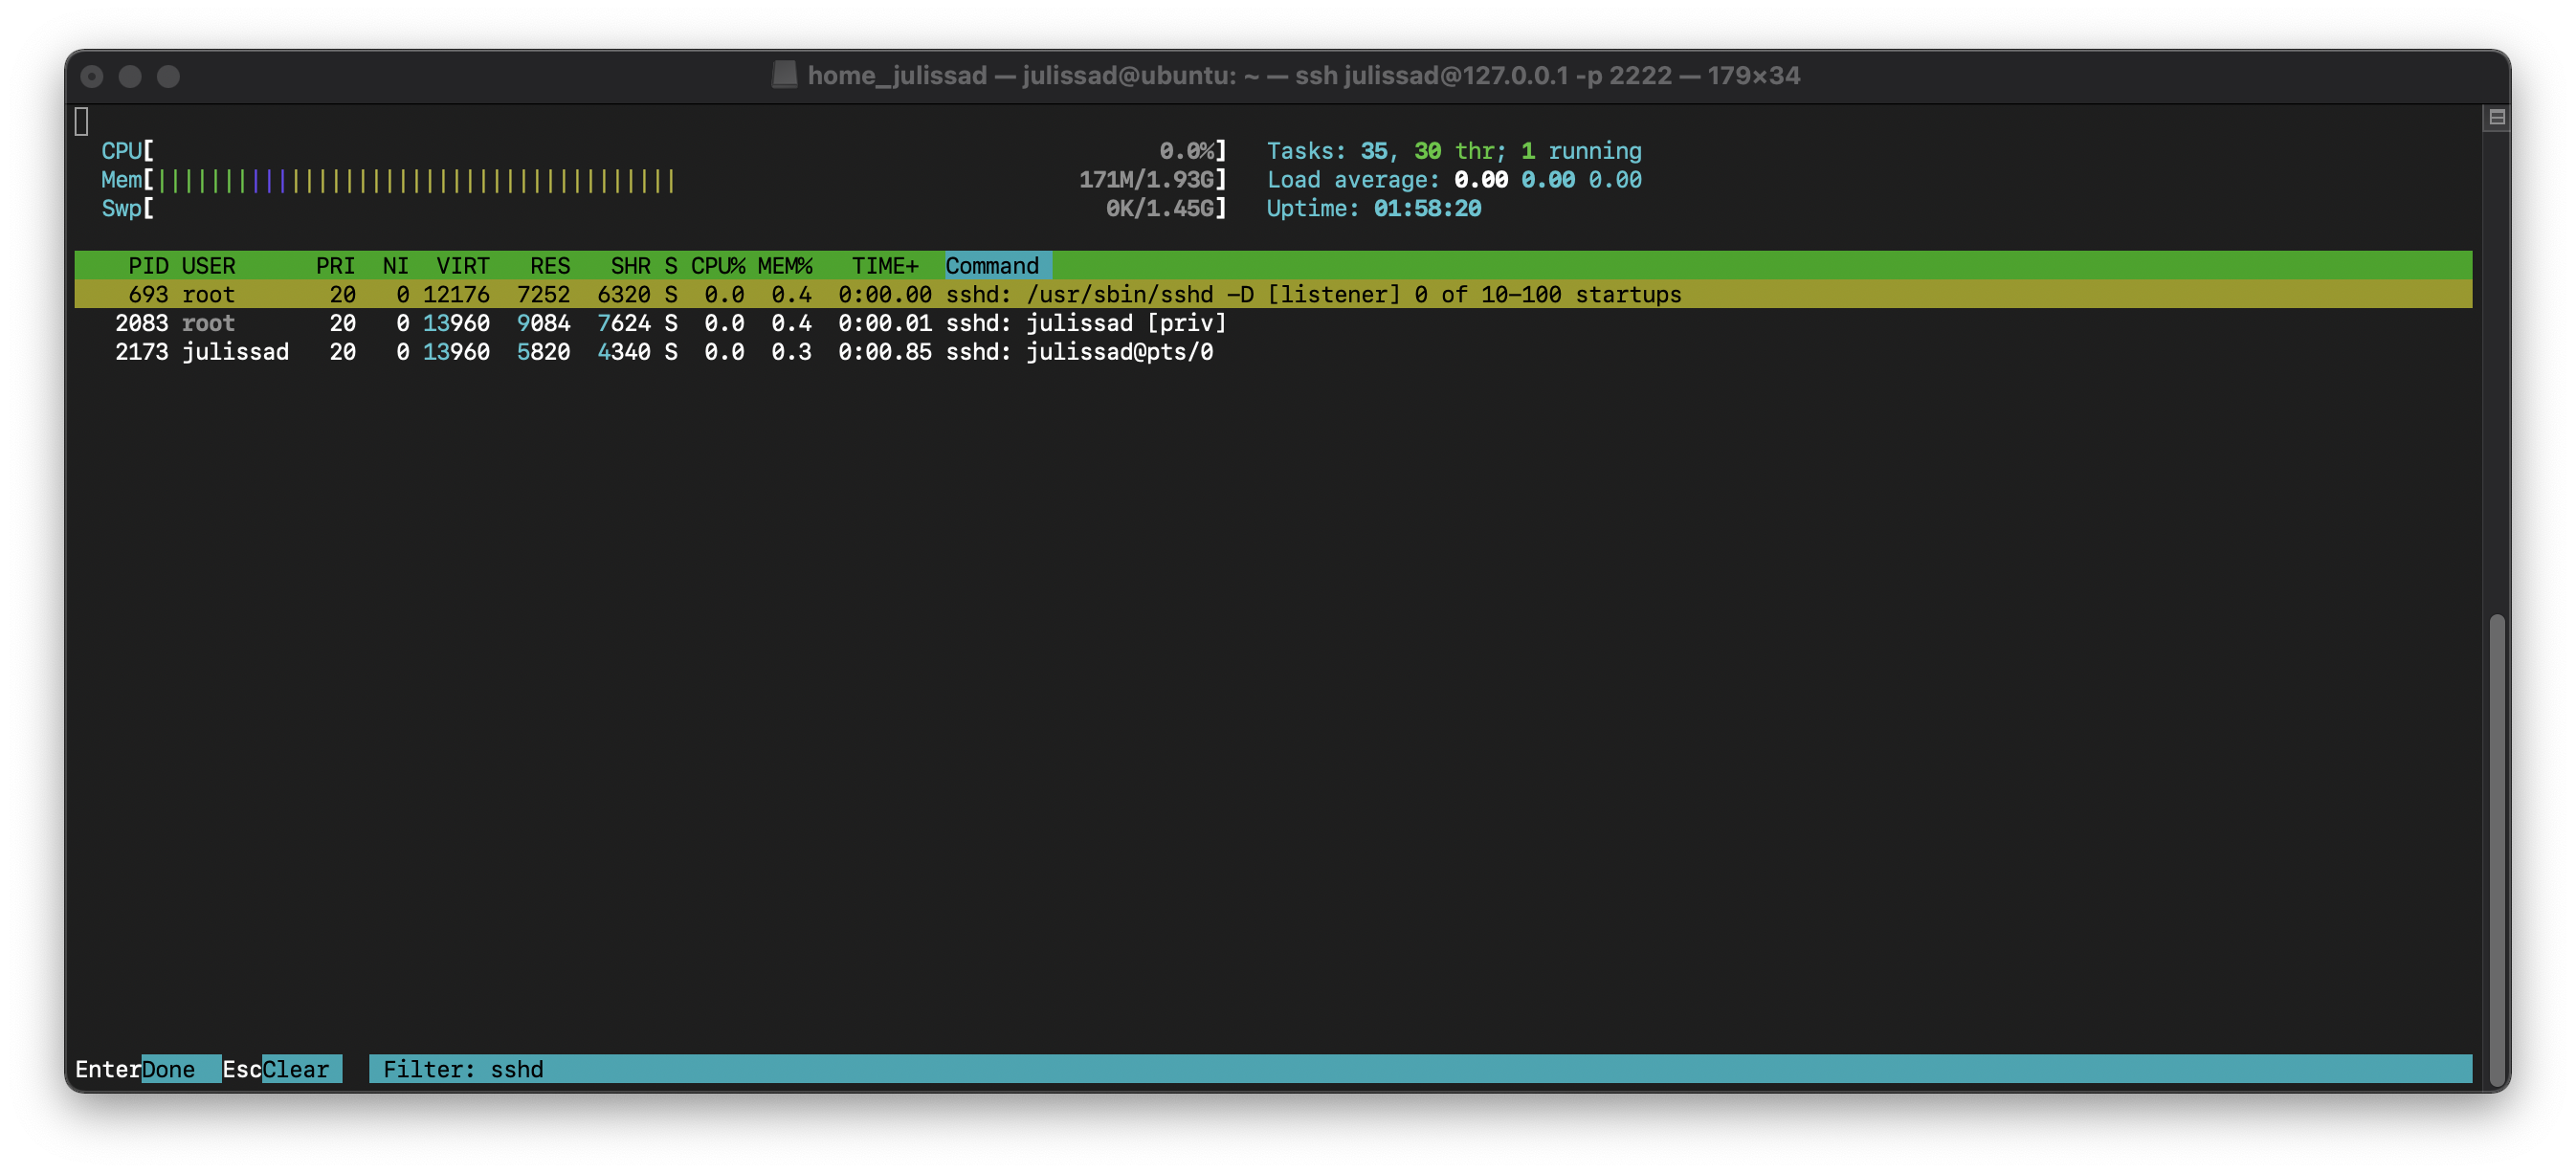 home_julissad — julissad@ubuntu: ~ — ssh julissad@127.0.0.1 -p 2222 — 179×34
CPU[ 0.0%] Tasks: 35, 30 thr; 1 running
Mem[|||||||||||||||||||||||||||||||||||||||171M/1.93G] Load average: 0.00 0.00 0.00
Swp[ 0K/1.45G] Uptime: 01:58:20
PID USER PRI NI VIRT RES SHR S CPU% MEM% TIME+ Command
693 root 20 0 12176 7252 6320 S 0.0 0.4 0:00.00 sshd: /usr/sbin/sshd -D [listener] 0 of 10-100 startups
2083 root 20 0 13960 9084 7624 S 0.0 0.4 0:00.01 sshd: julissad [priv]
2173 julissad 20 0 13960 5820 4340 S 0.0 0.3 0:00.85 sshd: julissad@pts/0
EnterDone EscClear Filter: sshd